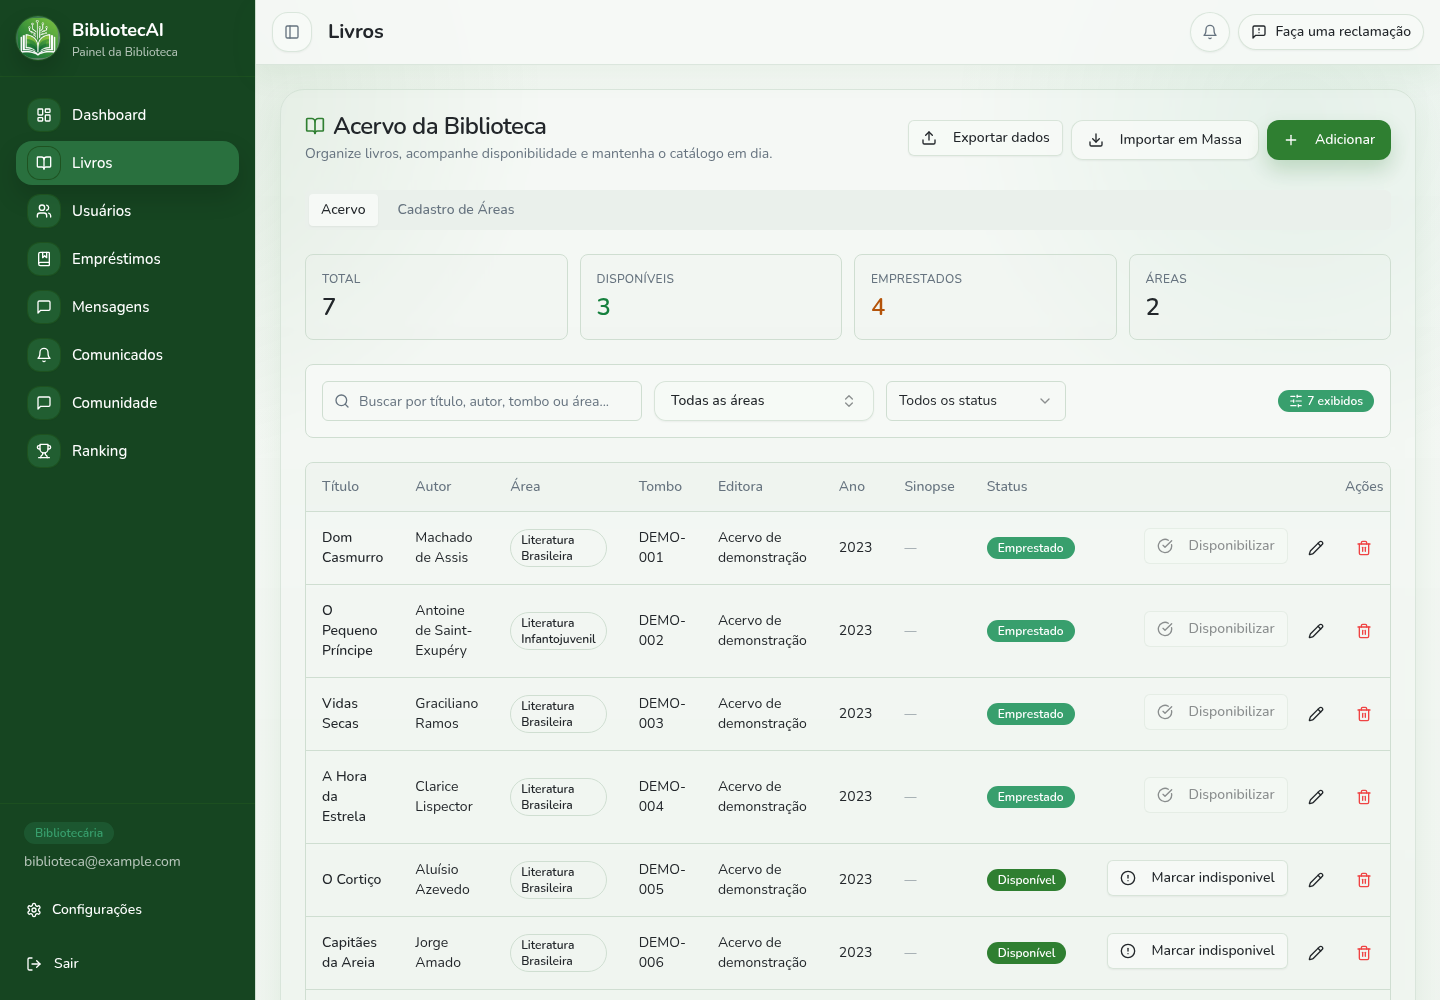 BibliotecAI
Painel da Biblioteca
Dashboard
Livros
Usuários
Empréstimos
Mensagens
Comunicados
Comunidade
Ranking
Bibliotecária
biblioteca@example.com
Configurações
Sair
Livros
Faça uma reclamação
Acervo da Biblioteca
Organize livros, acompanhe disponibilidade e mantenha o catálogo em dia.
Exportar dados
Importar em Massa
Adicionar
Acervo
Cadastro de Áreas
TOTAL
7
DISPONÍVEIS
3
EMPRESTADOS
4
ÁREAS
2
Buscar por título, autor, tombo ou área...
Todas as áreas
Todos os status
7 exibidos
Título Autor Área Tombo Editora Ano Sinopse Status Ações
Dom
Casmurro
Machado
de Assis
Literatura
Brasileira
DEMO-
001
Acervo de
demonstração
2023
—
Emprestado
Disponibilizar
O
Pequeno
Príncipe
Antoine
de Saint-
Exupéry
Literatura
Infantojuvenil
DEMO-
002
Acervo de
demonstração
2023
—
Emprestado
Disponibilizar
Vidas
Secas
Graciliano
Ramos
Literatura
Brasileira
DEMO-
003
Acervo de
demonstração
2023
—
Emprestado
Disponibilizar
A Hora
da
Estrela
Clarice
Lispector
Literatura
Brasileira
DEMO-
004
Acervo de
demonstração
2023
—
Emprestado
Disponibilizar
O Cortiço
Aluísio
Azevedo
Literatura
Brasileira
DEMO-
005
Acervo de
demonstração
2023
—
Disponível
Marcar indisponivel
Capitães
da Areia
Jorge
Amado
Literatura
Brasileira
DEMO-
006
Acervo de
demonstração
2023
—
Disponível
Marcar indisponivel